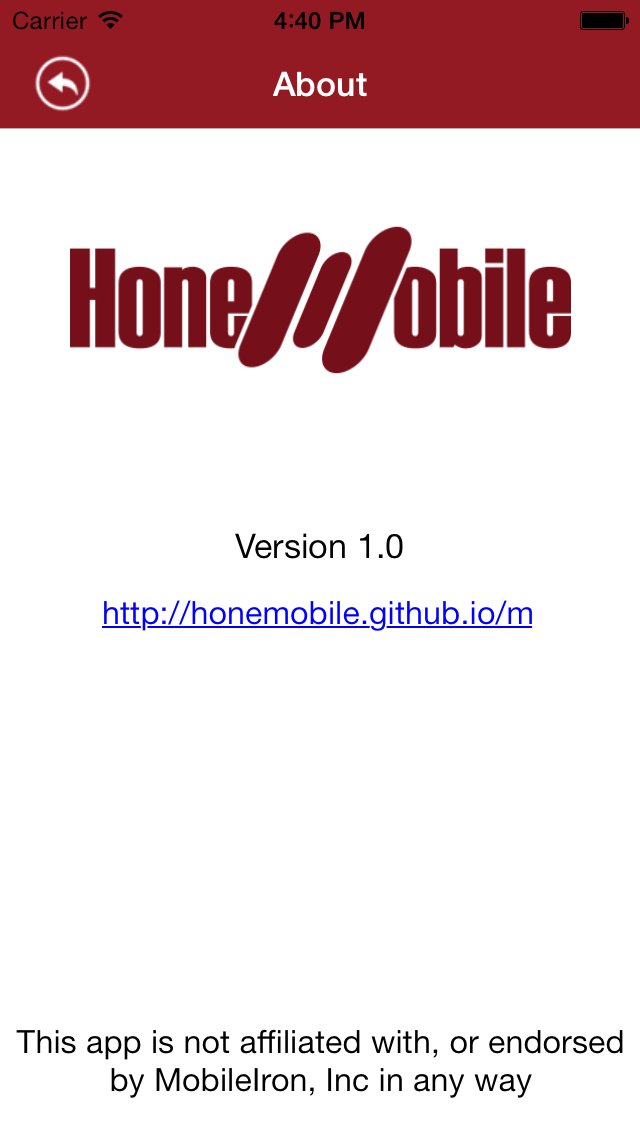 Carrier 4:40 PM
About
HoneMobile
Version 1.0
http://honemobile.github.io/m
This app is not affiliated with, or endorsed
by MobileIron, Inc in any way